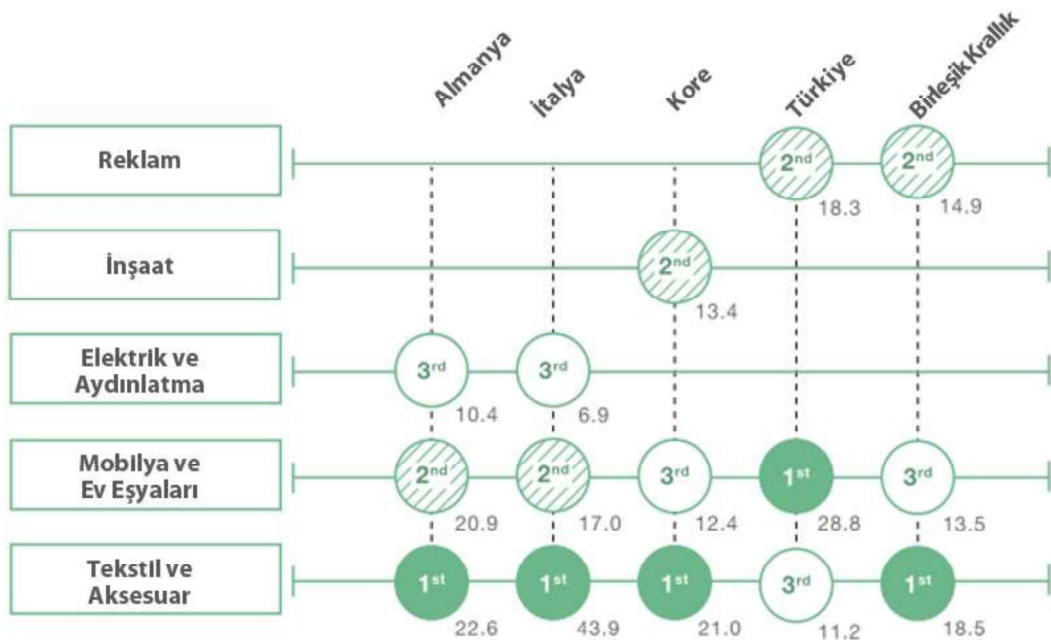 Almanya
İtalya
Kore
Türkiye
Birleşik Krallık
Reklam
2nd
2nd
18.3
14.9
İnşaat
2nd
13.4
Elektrik ve
Aydınlatma
3rd
3rd
10.4
6.9
Mobilya ve
Ev Eşyaları
2nd
2nd
3rd
1st
3rd
20.9
17.0
12.4
28.8
13.5
Tekstil ve
Aksesuar
1st
1st
1st
3rd
1st
22.6
43.9
21.0
11.2
18.5